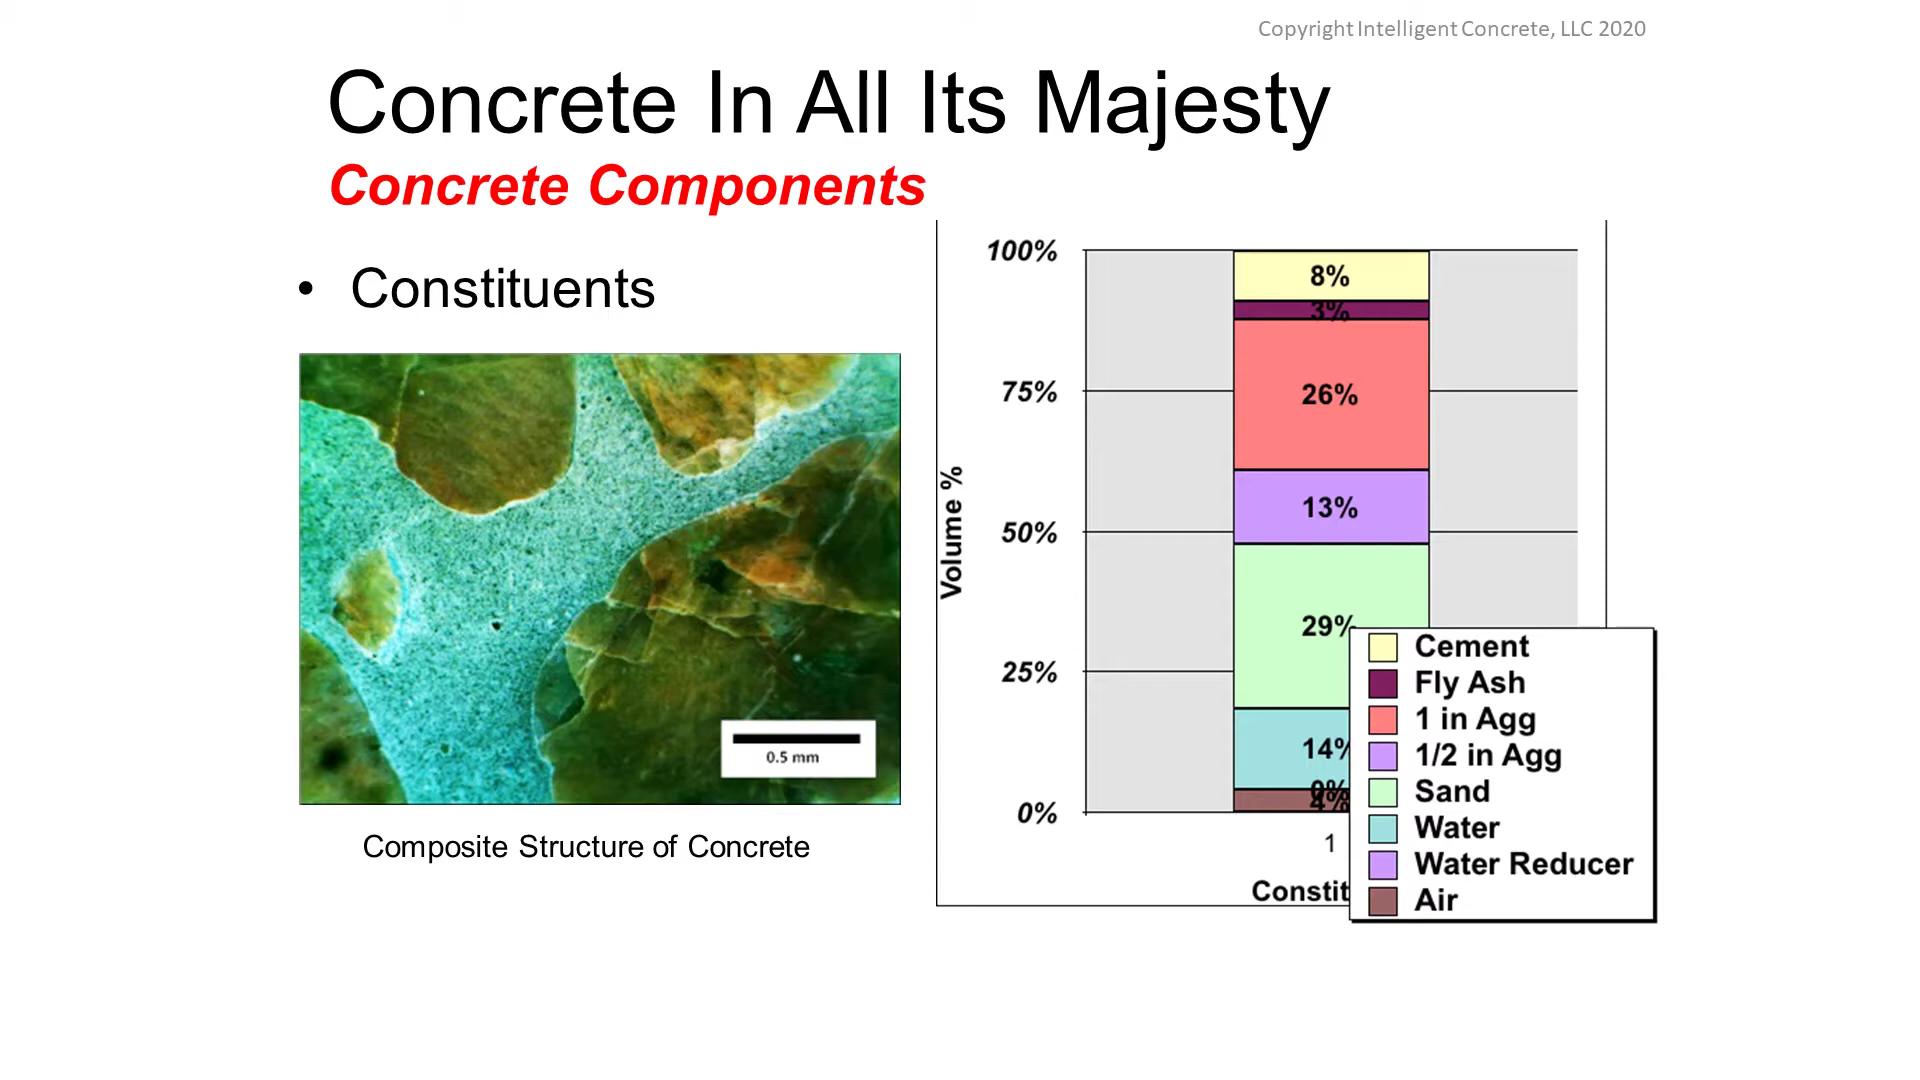 Copyright Intelligent Concrete, LLC 2020
Concrete In All Its Majesty
Concrete Components
• Constituents
0.5 mm
Composite Structure of Concrete
Volume %
100%
75%
50%
25%
0%
8%
3%
26%
13%
29%
14%
0%
4%
1
Constit
Cement
Fly Ash
1 in Agg
1/2 in Agg
Sand
Water
Water Reducer
Air